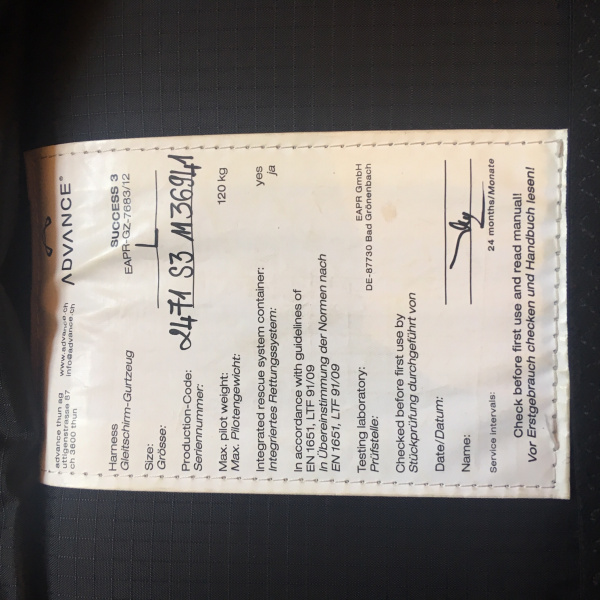 advance thun ag www.advance.ch
uttigenstrasse 87 info@advance.ch
ch 3600 thun
ADVANCE®
Harness SUCCESS 3
Gleitschirm-Gurtzeug EAPR-GZ-7683/12
Size: L
Grösse:
Production-Code: 2471 S3 M36941
Seriennummer:
Max. pilot weight: 120 kg
Max. Pilotengewicht:
Integrated rescue system container: yes
Integriertes Rettungssystem: ja
In accordance with guidelines of
EN 1651, LTF 91/09
In Übereinstimmung der Normen nach
EN 1651, LTF 91/09
Testing laboratory: EAPR GmbH
Prüfstelle: DE-87730 Bad Grönenbach
Checked before first use by
Stückprüfung durchgeführt von
Date/Datum:
Name:
Service intervals: 24 months/Monate
Check before first use and read manual!
Vor Erstgebrauch checken und Handbuch lesen!